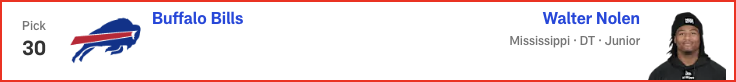 Pick
30
Buffalo Bills
Walter Nolen
Mississippi · DT · Junior